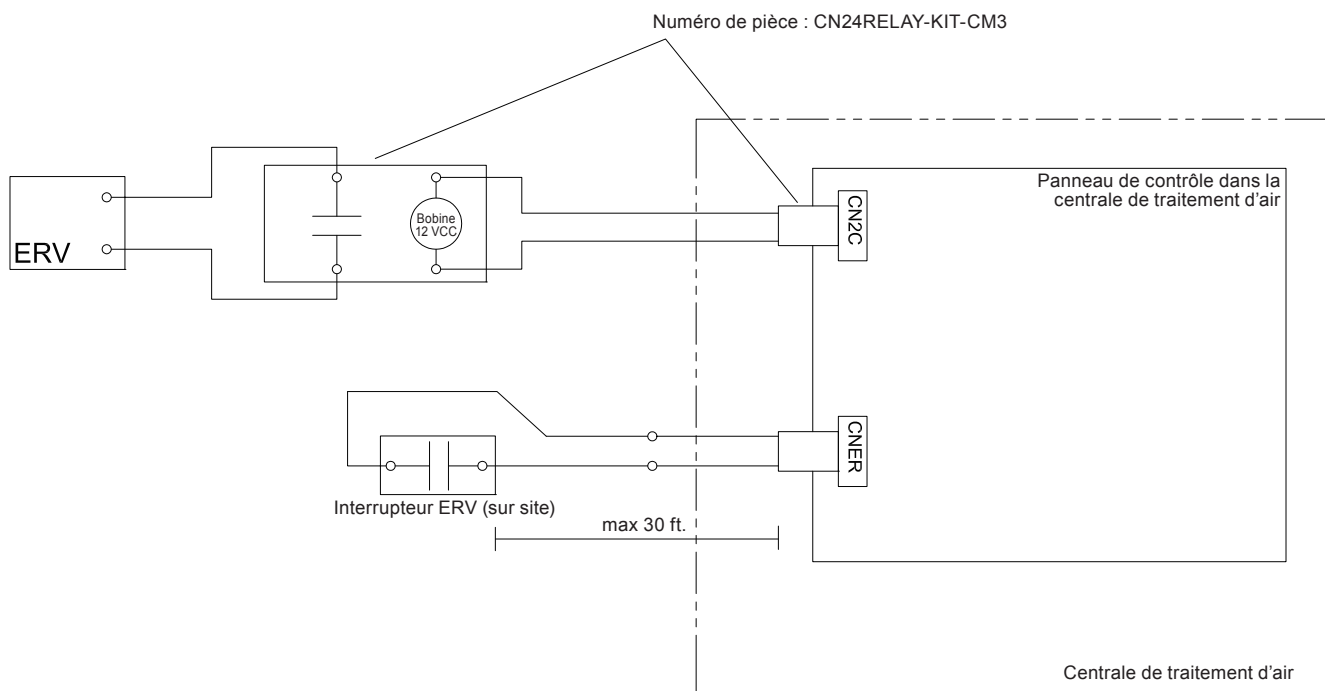 Numéro de pièce : CN24RELAY-KIT-CM3
Panneau de contrôle dans la
centrale de traitement d'air
CN2C
Bobine
12 VCC
ERV
CNER
Interrupteur ERV (sur site)
max 30 ft.
Centrale de traitement d'air